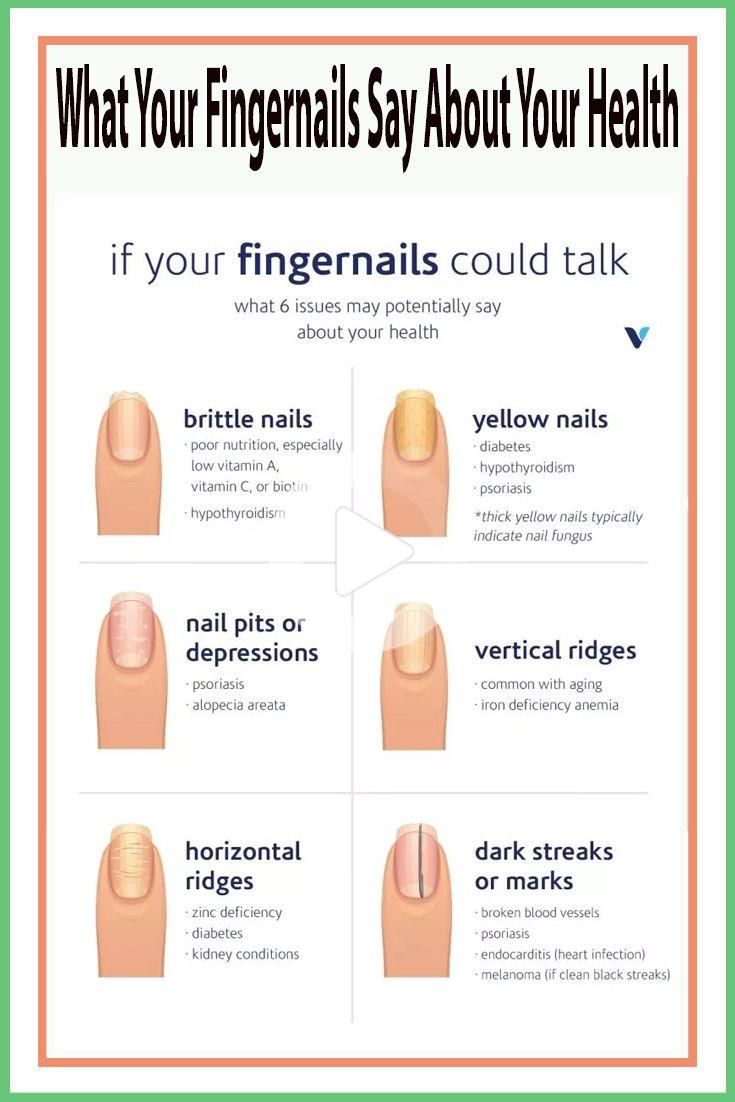 What Your Fingernails Say About Your Health
if your fingernails could talk
what 6 issues may potentially say
about your health
brittle nails
· poor nutrition, especially
low vitamin A,
vitamin C, or biotin
· hypothyroidism
yellow nails
· diabetes
· hypothyroidism
· psoriasis
*thick yellow nails typically
indicate nail fungus
nail pits or
depressions
· psoriasis
· alopecia areata
vertical ridges
· common with aging
· iron deficiency anemia
horizontal
ridges
· zinc deficiency
· diabetes
· kidney conditions
dark streaks
or marks
· broken blood vessels
· psoriasis
· endocarditis (heart infection)
· melanoma (if clean black streaks)